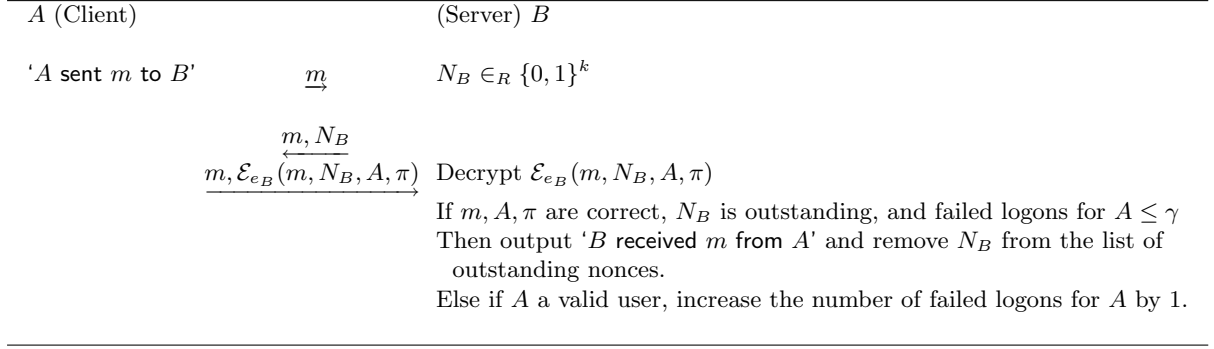 A (Client) (Server) B
‘A sent m to B’ m → N_B ∈_R {0, 1}^k
m, N_B ←
m, ℰ_{e_B}(m, N_B, A, π) → Decrypt ℰ_{e_B}(m, N_B, A, π)
If m, A, π are correct, N_B is outstanding, and failed logons for A ≤ γ
Then output ‘B received m from A’ and remove N_B from the list of
outstanding nonces.
Else if A a valid user, increase the number of failed logons for A by 1.